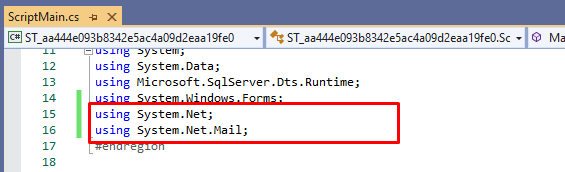 ScriptMain.cs
ST_aa444e093b8342e5ac4a09d2eaa19fe0
ST_aa444e093b8342e5ac4a09d2eaa19fe0.Sc
Ma
11 using System;
12 using System.Data;
13 using Microsoft.SqlServer.Dts.Runtime;
14 using System.Windows.Forms;
15 using System.Net;
16 using System.Net.Mail;
17 #endregion
18